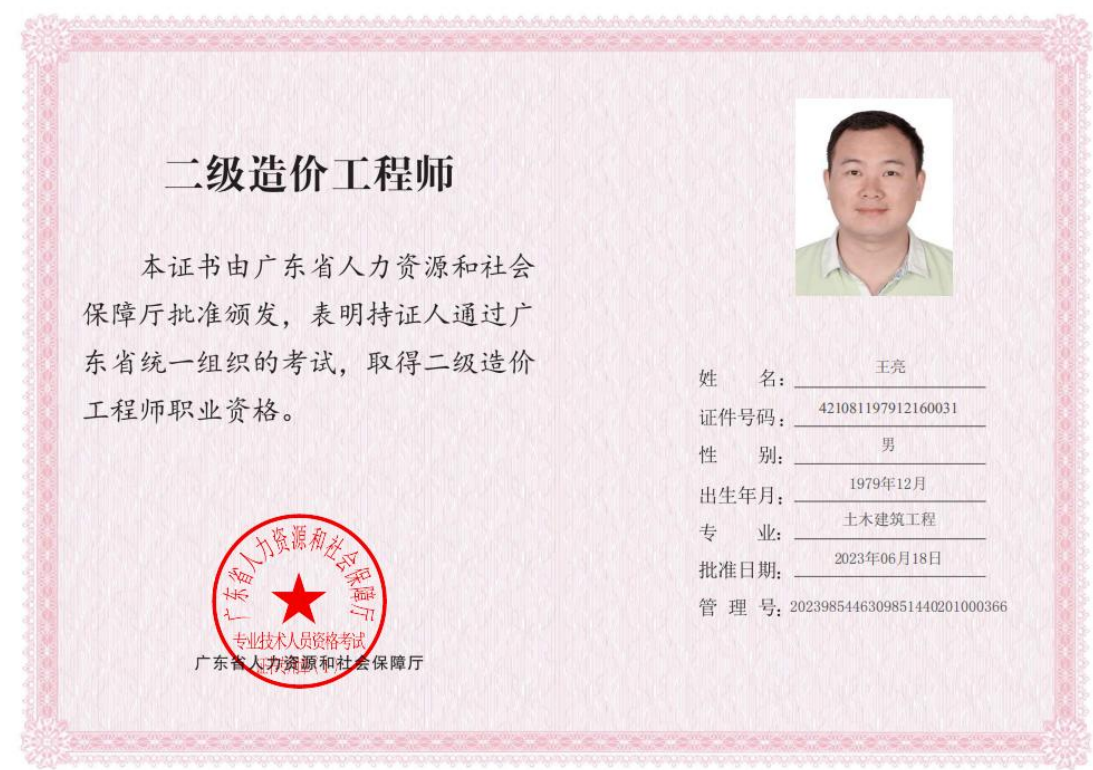 二级造价工程师
本证书由广东省人力资源和社会
保障厅批准颁发，表明持证人通过广
东省统一组织的考试，取得二级造价
工程师职业资格。
广东省人力资源和社会保障厅
专业技术人员资格考试
广东省人力资源和社会保障厅
姓 名：王亮
证件号码：421081197912160031
性 别：男
出生年月：1979年12月
专 业：土木建筑工程
批准日期：2023年06月18日
管 理 号：20239854463098514402010​00366